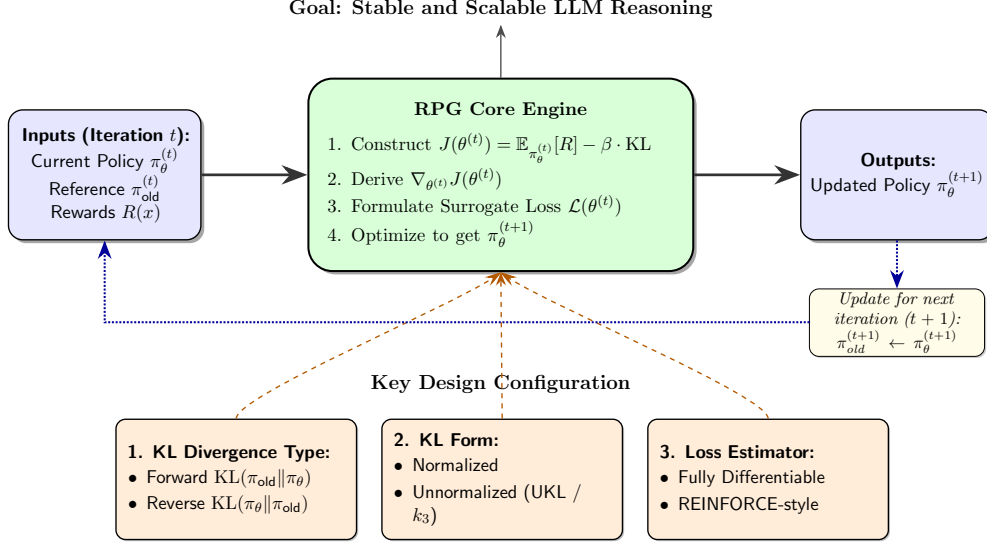 Goal: Stable and Scalable LLM Reasoning
Inputs (Iteration t):
Current Policy π_θ^(t)
Reference π_old^(t)
Rewards R(x)
RPG Core Engine
1. Construct J(θ^(t)) = 𝔼_{π_θ^(t)}[R] − β · KL
2. Derive ∇_{θ^(t)} J(θ^(t))
3. Formulate Surrogate Loss ℒ(θ^(t))
4. Optimize to get π_θ^(t+1)
Outputs:
Updated Policy π_θ^(t+1)
Update for next
iteration (t + 1):
π_old^(t+1) ← π_θ^(t+1)
Key Design Configuration
1. KL Divergence Type:
• Forward KL(π_old‖π_θ)
• Reverse KL(π_θ‖π_old)
2. KL Form:
• Normalized
• Unnormalized (UKL /
k_3)
3. Loss Estimator:
• Fully Differentiable
• REINFORCE-style